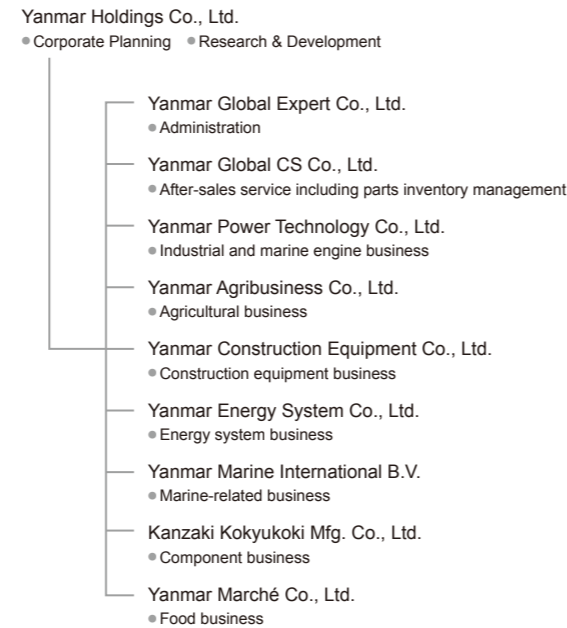 Yanmar Holdings Co., Ltd.
● Corporate Planning ● Research & Development
Yanmar Global Expert Co., Ltd.
● Administration
Yanmar Global CS Co., Ltd.
● After-sales service including parts inventory management
Yanmar Power Technology Co., Ltd.
● Industrial and marine engine business
Yanmar Agribusiness Co., Ltd.
● Agricultural business
Yanmar Construction Equipment Co., Ltd.
● Construction equipment business
Yanmar Energy System Co., Ltd.
● Energy system business
Yanmar Marine International B.V.
● Marine-related business
Kanzaki Kokyukoki Mfg. Co., Ltd.
● Component business
Yanmar Marché Co., Ltd.
● Food business